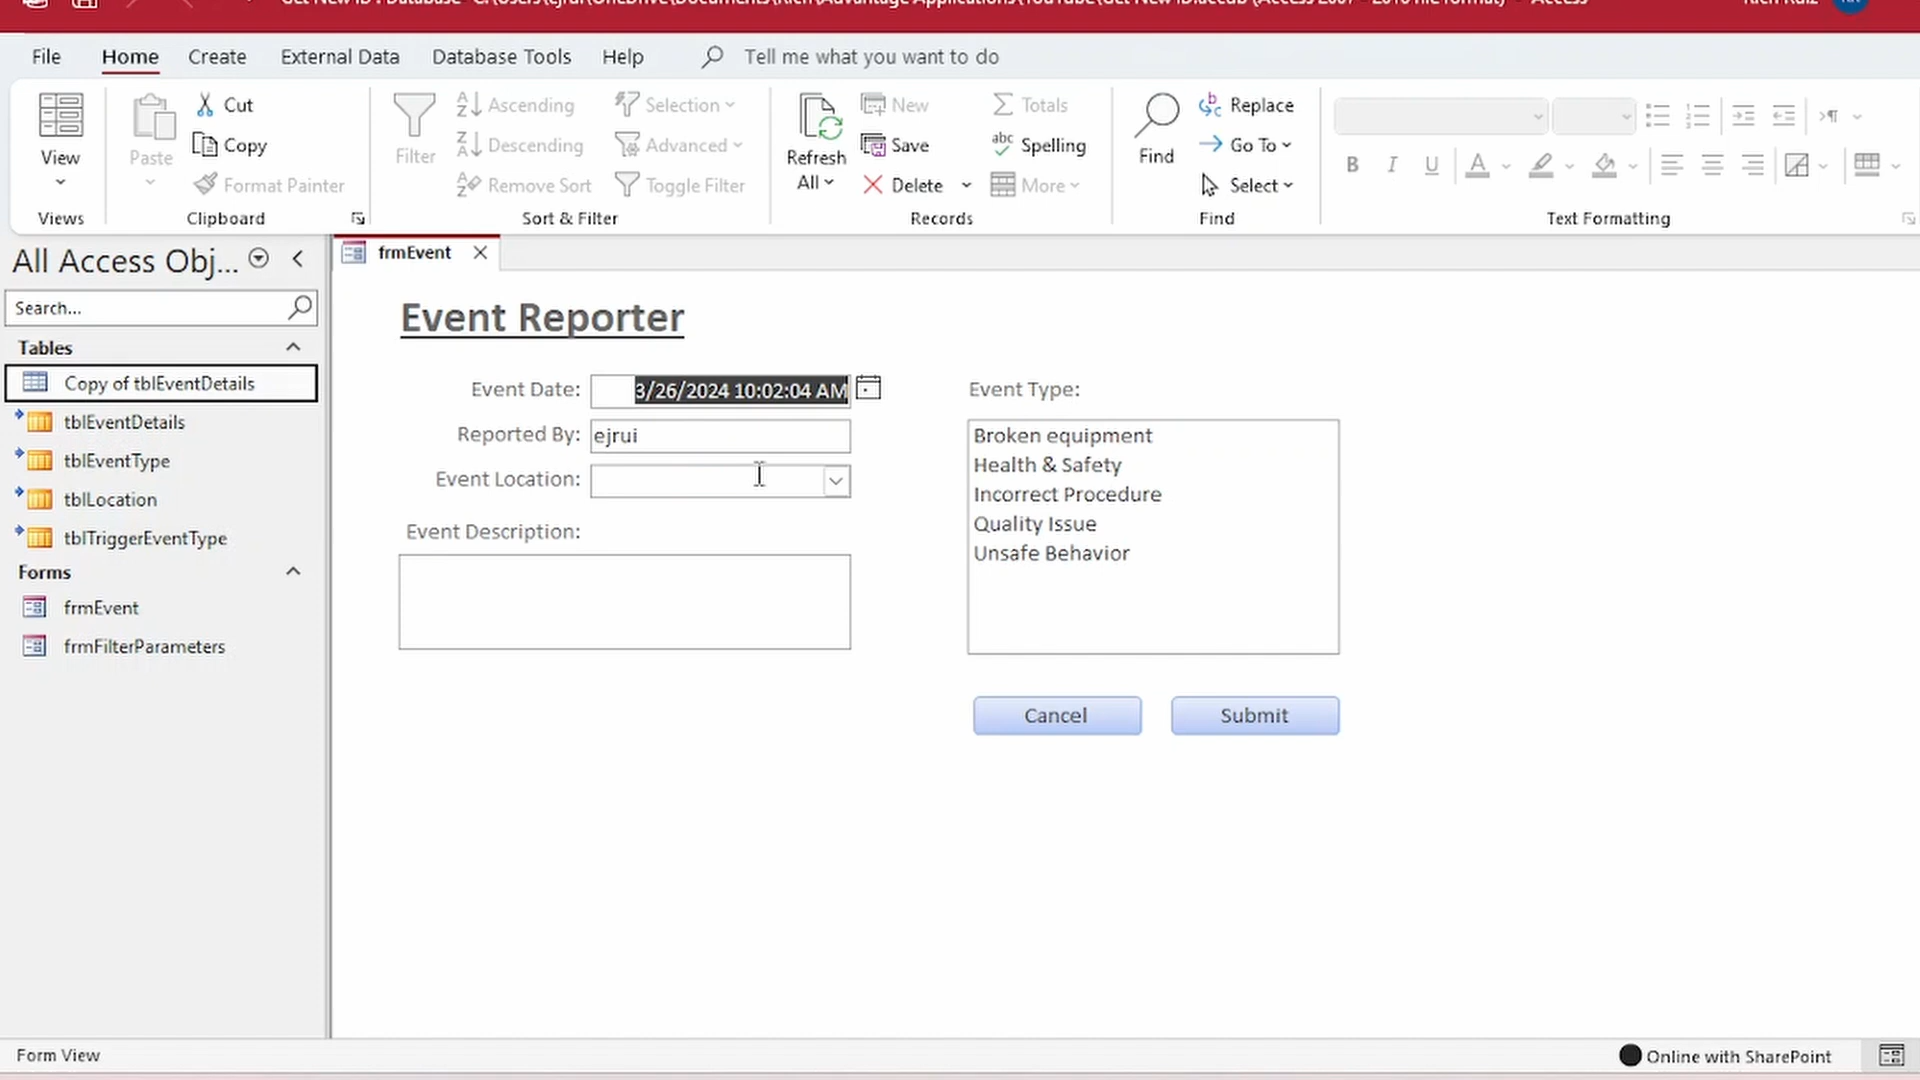 File Home Create External Data Database Tools Help Tell me what you want to do
View
Views
Paste
Cut
Copy
Format Painter
Clipboard
Filter
Ascending
Descending
Remove Sort
Selection
Advanced
Toggle Filter
Sort & Filter
Refresh
All
New
Save
Delete
Totals
Spelling
More
Records
Find
Replace
Go To
Select
Find
B I U A
Text Formatting
All Access Obj...
Search...
Tables
Copy of tblEventDetails
tblEventDetails
tblEventType
tblLocation
tblTriggerEventType
Forms
frmEvent
frmFilterParameters
frmEvent
Event Reporter
Event Date: 3/26/2024 10:02:04 AM
Reported By: ejrui
Event Location:
Event Description:
Event Type:
Broken equipment
Health & Safety
Incorrect Procedure
Quality Issue
Unsafe Behavior
Cancel Submit
Form View
Online with SharePoint